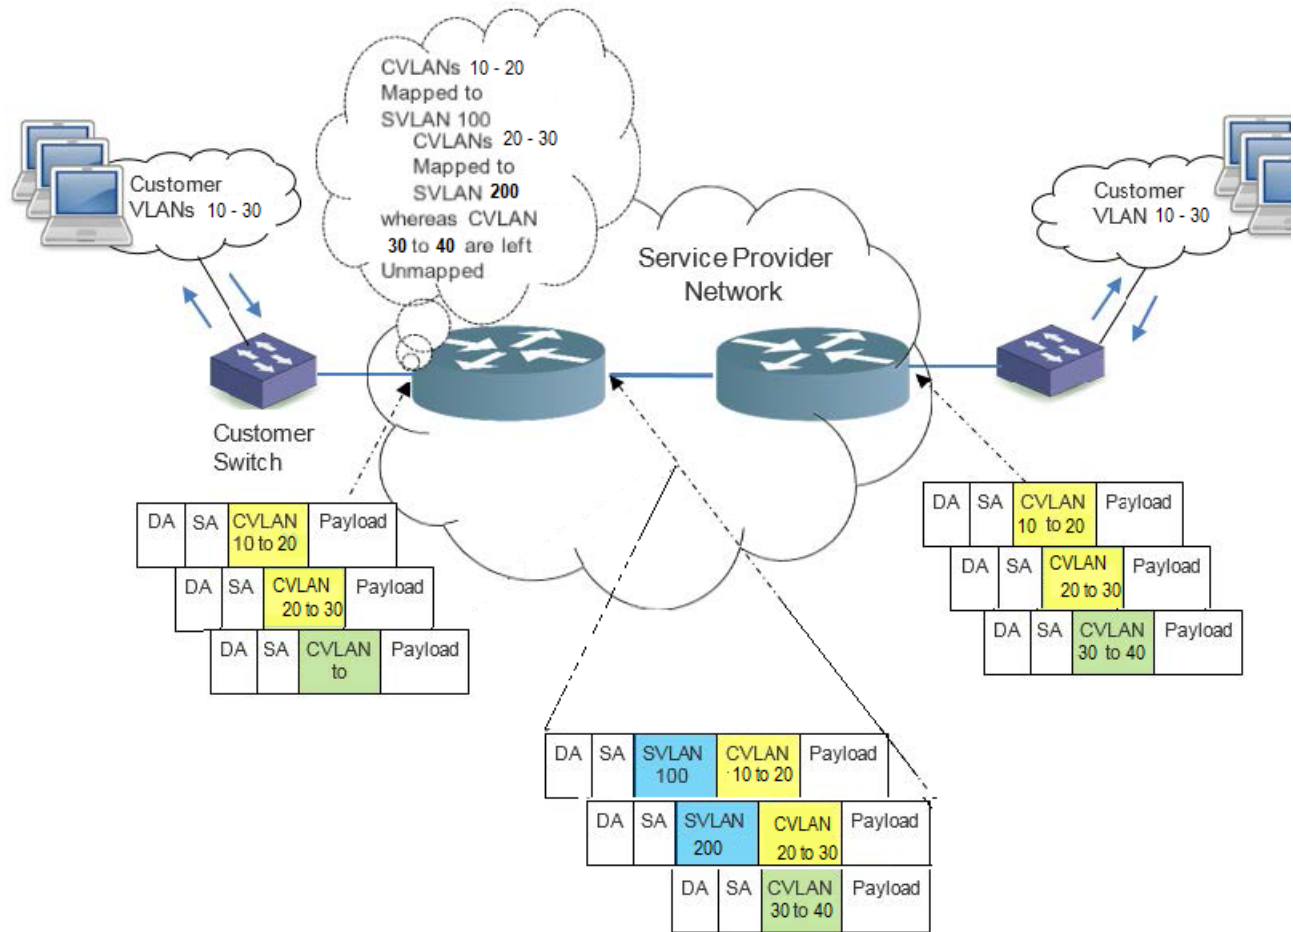 CVLANs 10 - 20
Mapped to
SVLAN 100
CVLANs 20 - 30
Mapped to
SVLAN 200
whereas CVLAN
30 to 40 are left
Unmapped
Customer
VLANs 10 - 30
Customer
VLAN 10 - 30
Service Provider
Network
Customer
Switch
DA SA CVLAN Payload
10 to 20
DA SA CVLAN Payload
20 to 30
DA SA CVLAN Payload
to
DA SA CVLAN Payload
10 to 20
DA SA CVLAN Payload
20 to 30
DA SA CVLAN Payload
30 to 40
DA SA SVLAN CVLAN Payload
100 10 to 20
DA SA SVLAN CVLAN Payload
200 20 to 30
DA SA CVLAN Payload
30 to 40